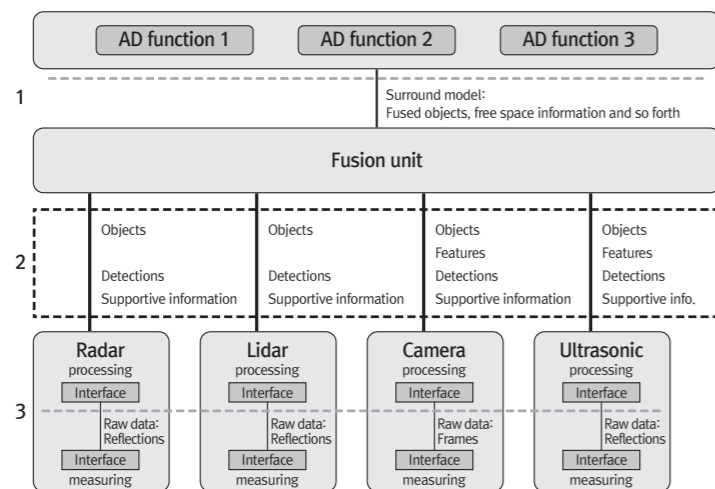 AD function 1
AD function 2
AD function 3
1
Surround model:
Fused objects, free space information and so forth
Fusion unit
2
Objects
Detections
Supportive information
Objects
Detections
Supportive information
Objects
Features
Detections
Supportive information
Objects
Features
Detections
Supportive info.
3
Radar
processing
Interface
Raw data:
Reflections
Interface
measuring
Lidar
processing
Interface
Raw data:
Reflections
Interface
measuring
Camera
processing
Interface
Raw data:
Frames
Interface
measuring
Ultrasonic
processing
Interface
Raw data:
Reflections
Interface
measuring